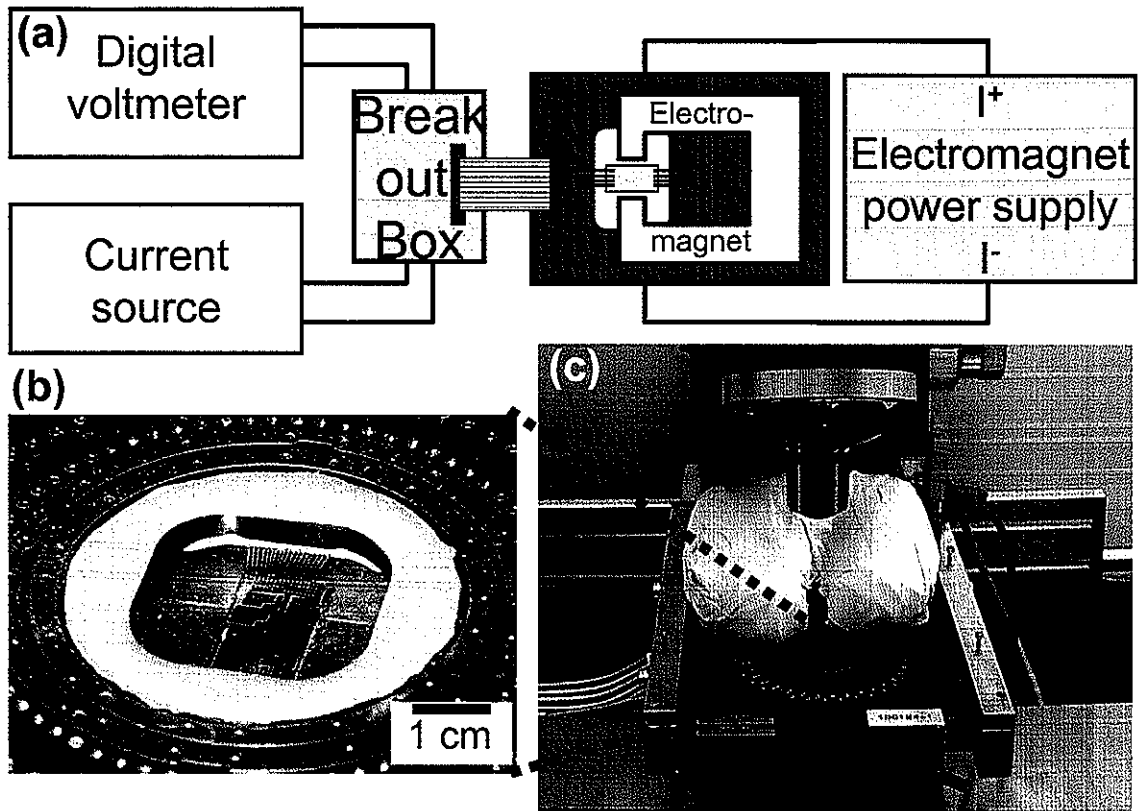 (a)
Digital
voltmeter
Current
source
Break
out
Box
Electro-
magnet
I+
Electromagnet
power supply
I-
(b)
1 cm
(c)